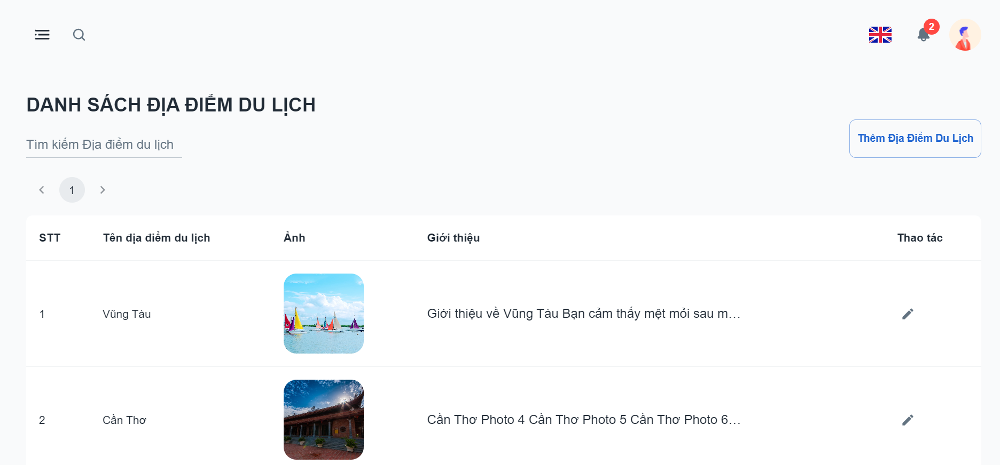 2
DANH SÁCH ĐỊA ĐIỂM DU LỊCH
Tìm kiếm Địa điểm du lịch
Thêm Địa Điểm Du Lịch
1
STT Tên địa điểm du lịch Ảnh Giới thiệu Thao tác
1 Vũng Tàu Giới thiệu về Vũng Tàu Bạn cảm thấy mệt mỏi sau m...
2 Cần Thơ Cần Thơ Photo 4 Cần Thơ Photo 5 Cần Thơ Photo 6...